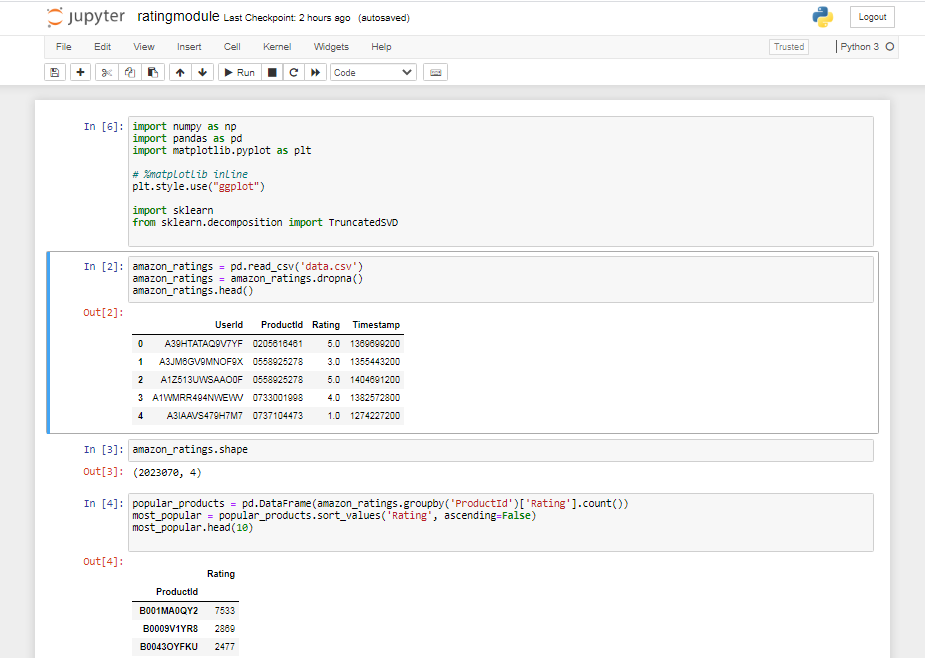 jupyter ratingmodule Last Checkpoint: 2 hours ago (autosaved) Logout
File Edit View Insert Cell Kernel Widgets Help Trusted Python 3
Run Code
In [6]: import numpy as np
import pandas as pd
import matplotlib.pyplot as plt
# %matplotlib inline
plt.style.use("ggplot")
import sklearn
from sklearn.decomposition import TruncatedSVD
In [2]: amazon_ratings = pd.read_csv('data.csv')
amazon_ratings = amazon_ratings.dropna()
amazon_ratings.head()
Out[2]:
UserId ProductId Rating Timestamp
0 A39HTATAQ9V7YF 0205616461 5.0 1369699200
1 A3JM6GV9MNOF9X 0558925278 3.0 1355443200
2 A1Z513UWSAAO0F 0558925278 5.0 1404691200
3 A1WMRR494NWEWV 0733001998 4.0 1382572800
4 A3IAAVS479H7M7 0737104473 1.0 1274227200
In [3]: amazon_ratings.shape
Out[3]: (2023070, 4)
In [4]: popular_products = pd.DataFrame(amazon_ratings.groupby('ProductId')['Rating'].count())
most_popular = popular_products.sort_values('Rating', ascending=False)
most_popular.head(10)
Out[4]:
Rating
ProductId
B001MA0QY2 7533
B0009V1YR8 2869
B0043OYFKU 2477